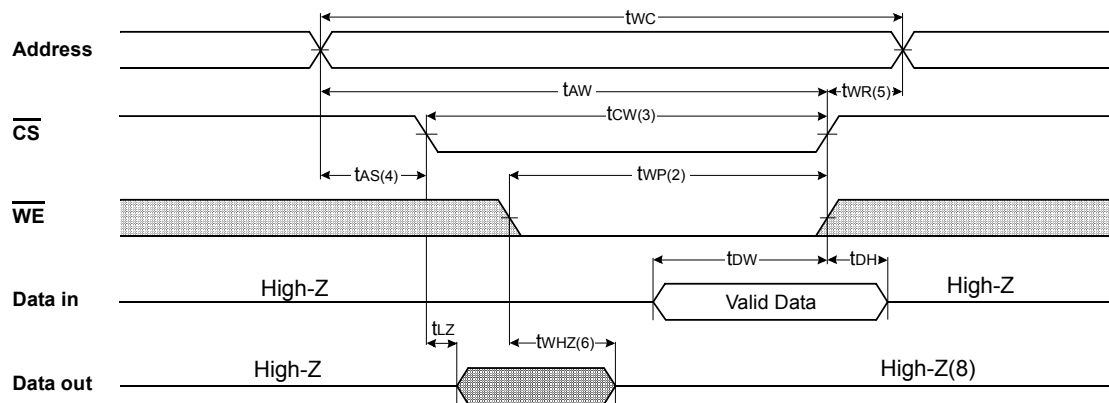 tWC
Address
tAW
tWR(5)
tCW(3)
CS
tAS(4)
tWP(2)
WE
tDW
tDH
Data in
High-Z
Valid Data
High-Z
tLZ
tWHZ(6)
Data out
High-Z
High-Z(8)